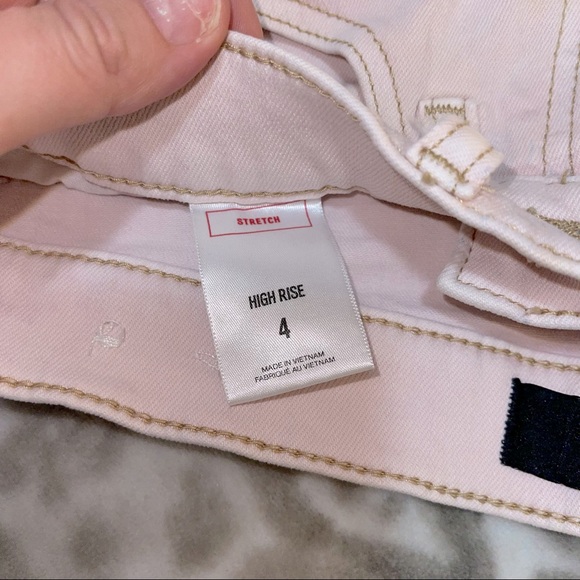 STRETCH
HIGH RISE
4
MADE IN VIETNAM
FABRIQUÉ AU VIETNAM